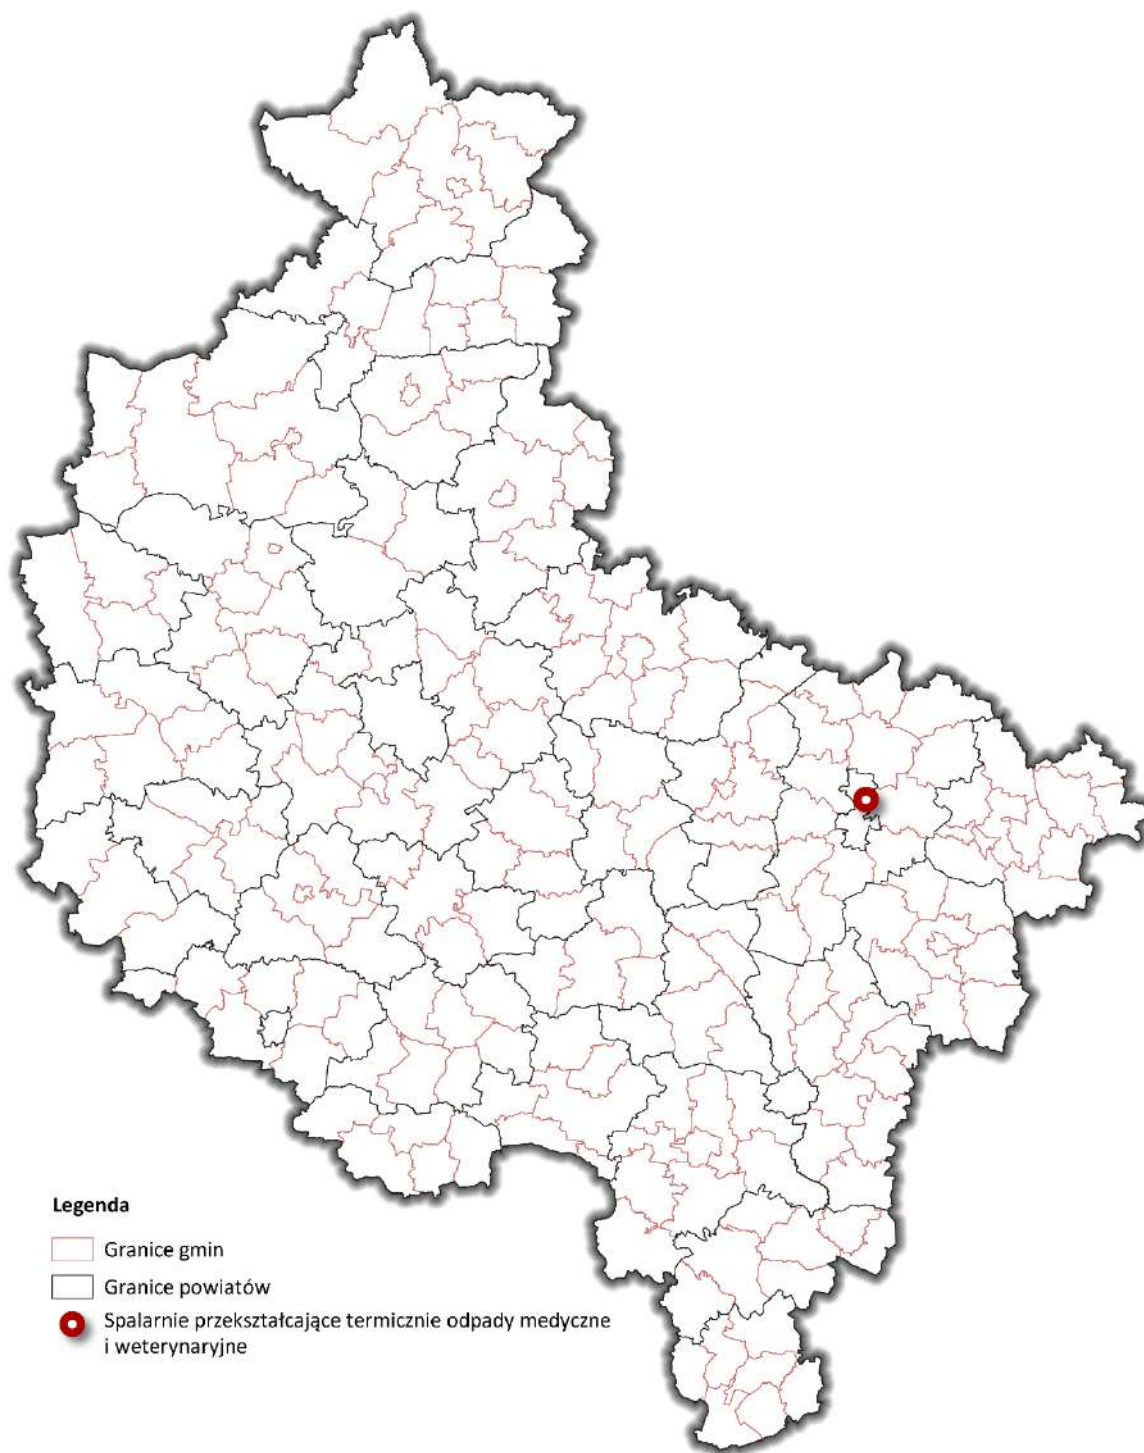 Legenda
Granice gmin
Granice powiatów
Spalarnie przekształcające termicznie odpady medyczne
i weterynaryjne